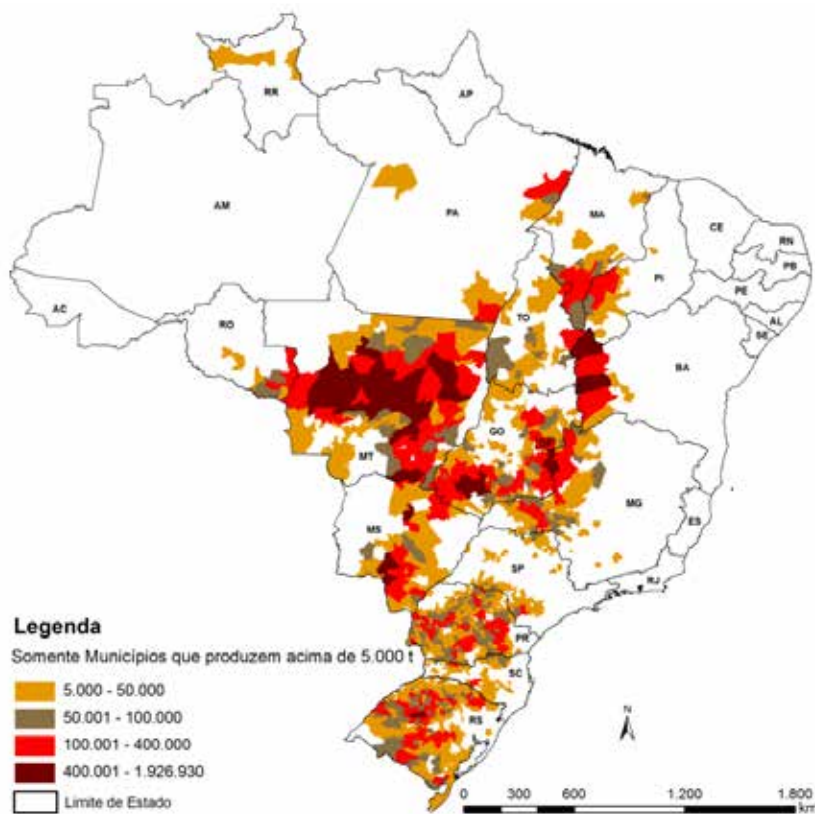 RR
AP
AM
PA
MA
CE
RN
PB
PI
PE
AL
SE
AC
RO
TO
BA
MT
GO
MG
ES
MS
SP
RJ
PR
SC
RS
Legenda
Somente Municípios que produzem acima de 5.000 t
5.000 - 50.000
50.001 - 100.000
100.001 - 400.000
400.001 - 1.926.930
Limite de Estado
N
0 300 600 1.200 1.800
km